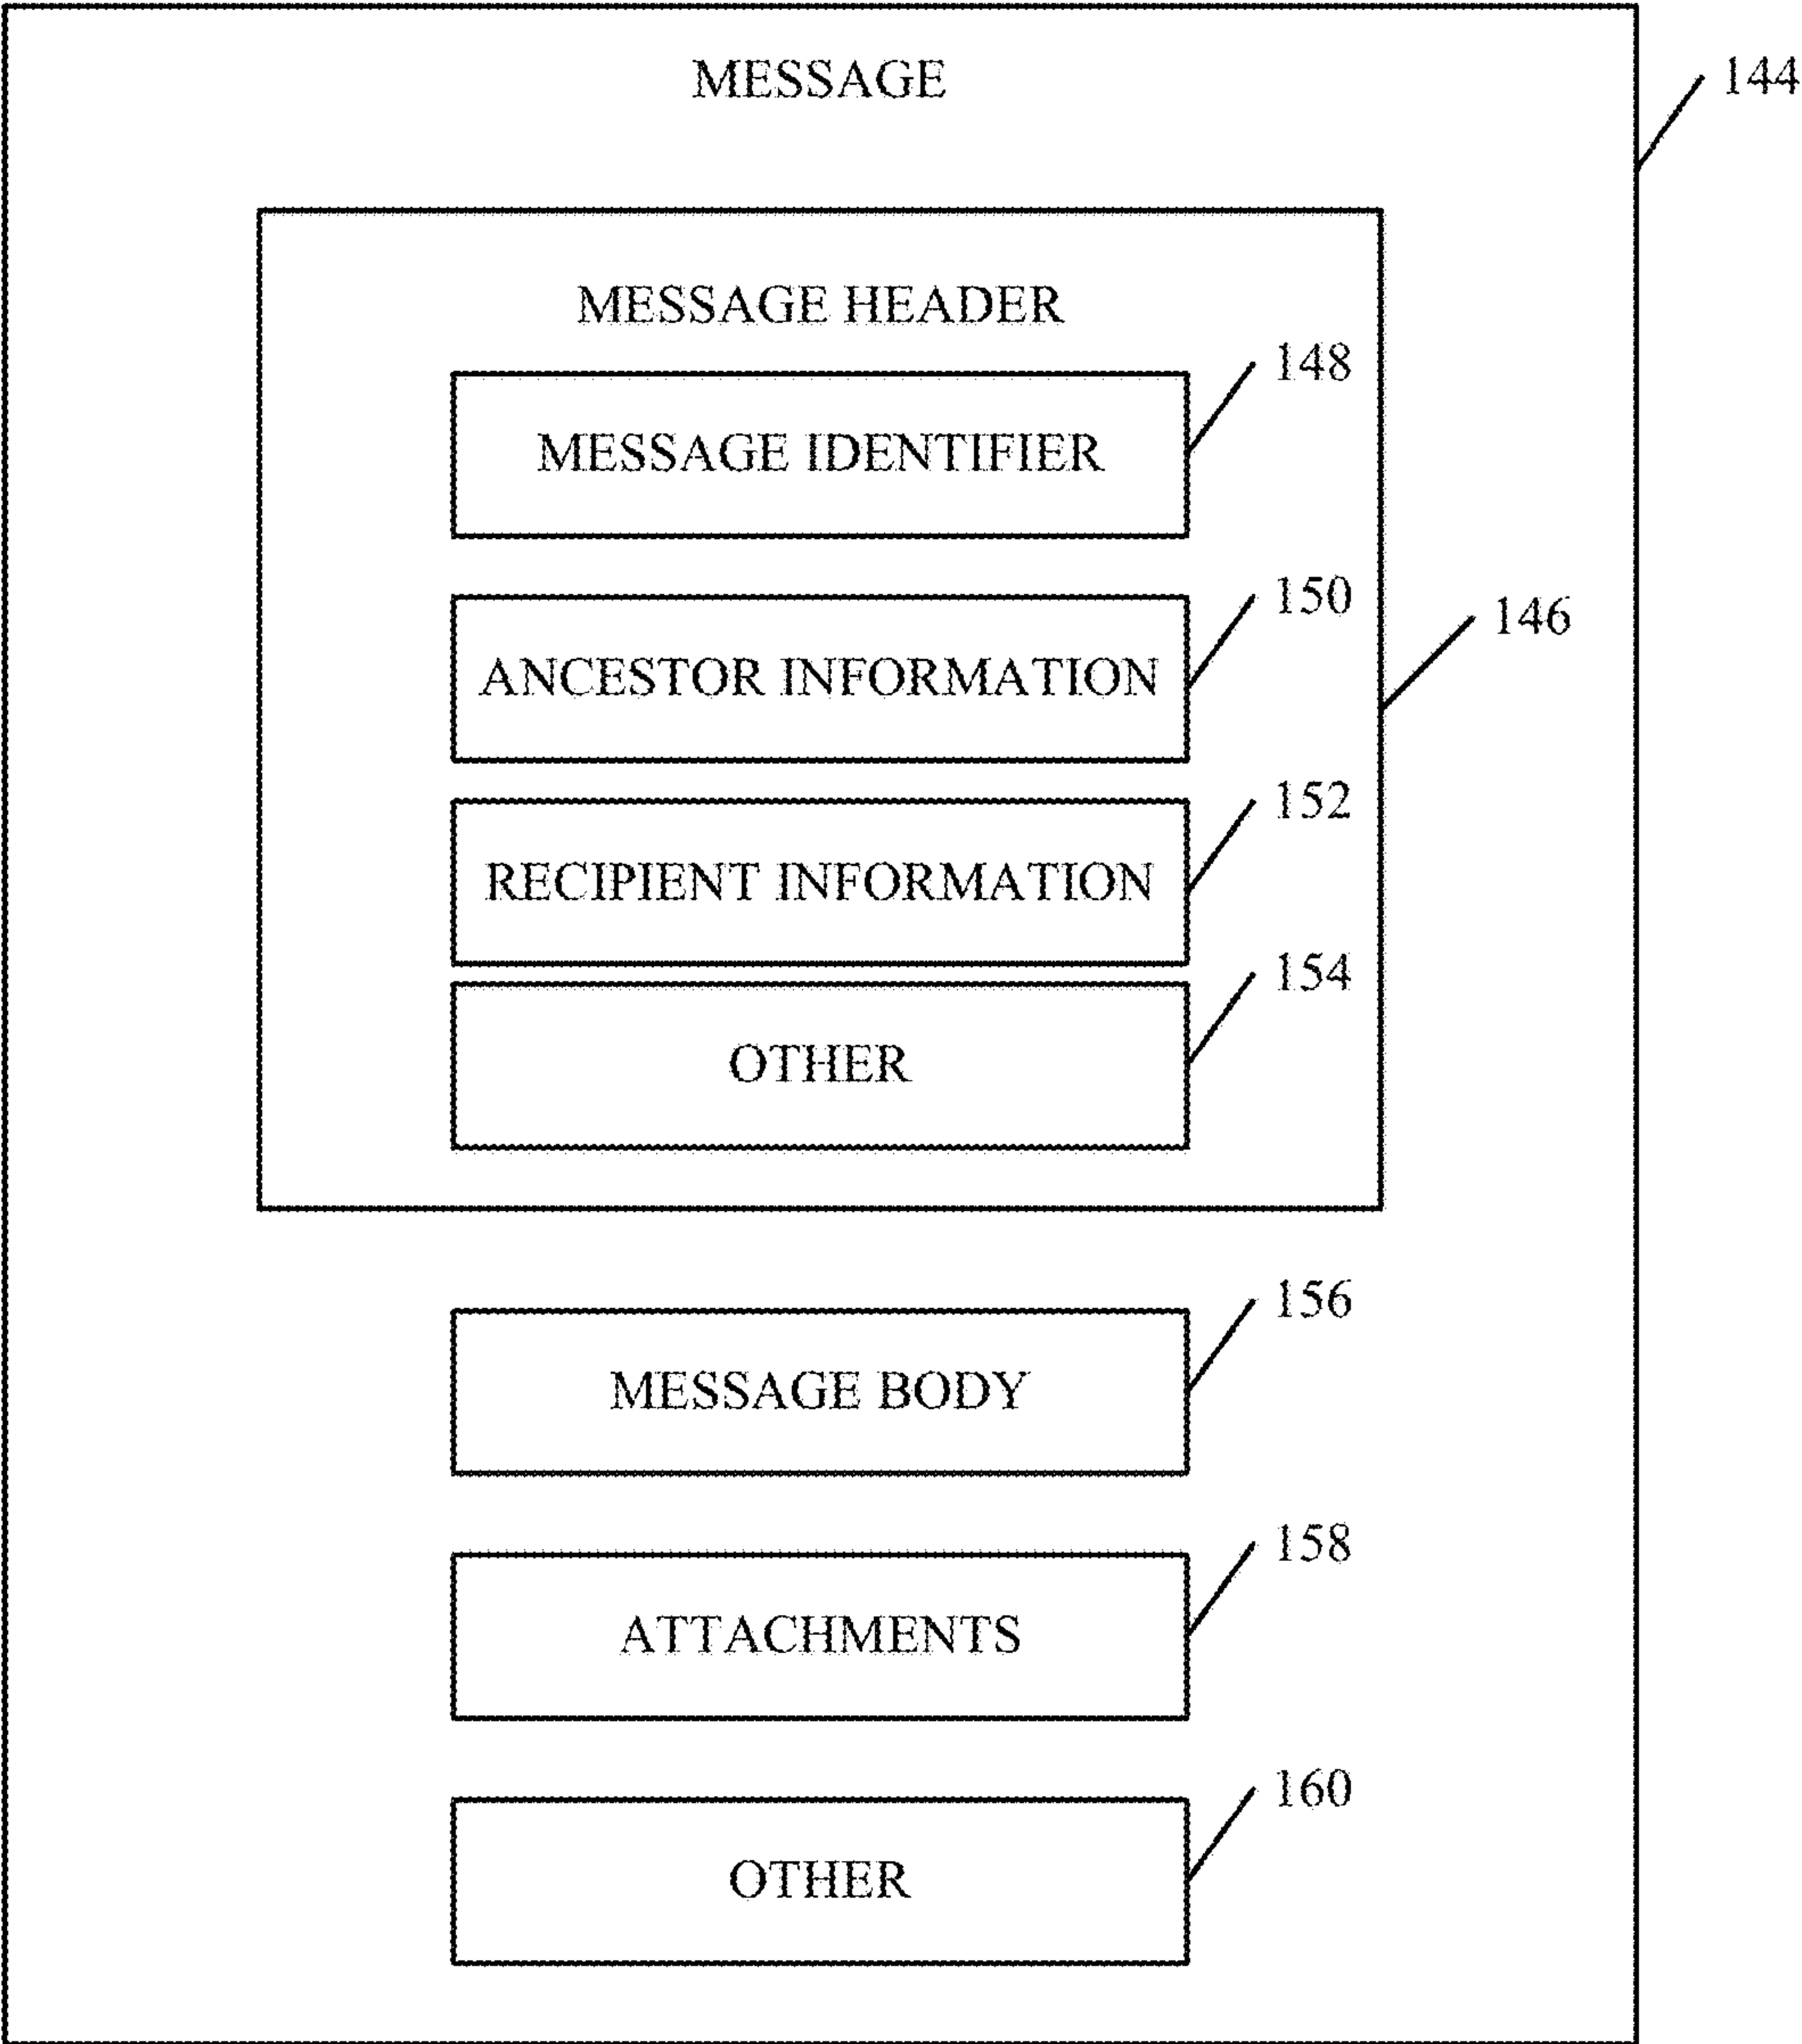 MESSAGE
144
MESSAGE HEADER
148
MESSAGE IDENTIFIER
150
ANCESTOR INFORMATION
146
152
RECIPIENT INFORMATION
154
OTHER
156
MESSAGE BODY
158
ATTACHMENTS
160
OTHER